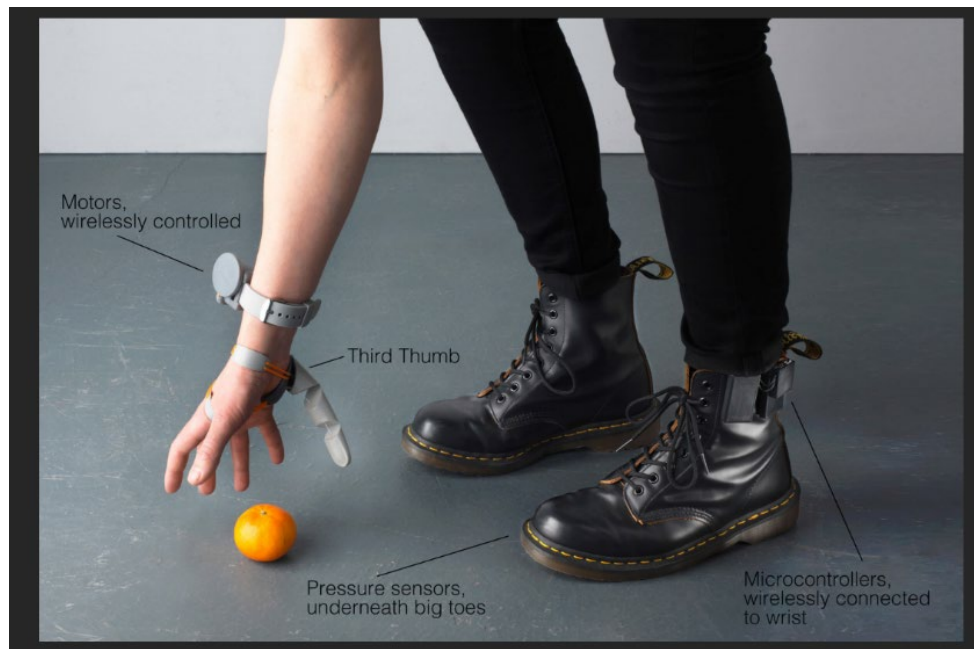 Motors,
wirelessly controlled
Third Thumb
Pressure sensors,
underneath big toes
Microcontrollers,
wirelessly connected
to wrist